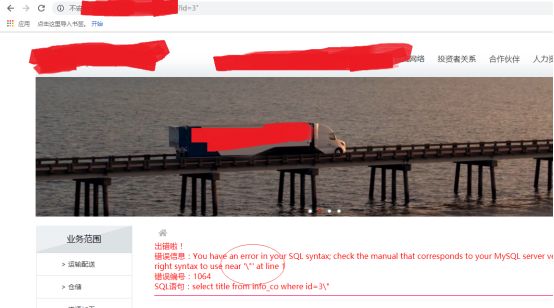 不安
?id=3"
应用 点击这里导入书签。 开始
网络 投资者关系 合作伙伴 人力资
业务范围
> 运输配送
> 仓储
出错啦！
错误信息：You have an error in your SQL syntax; check the manual that corresponds to your MySQL server ve
right syntax to use near '\"' at line 1
错误编号：1064
SQL语句：select title from info_co where id=3\"